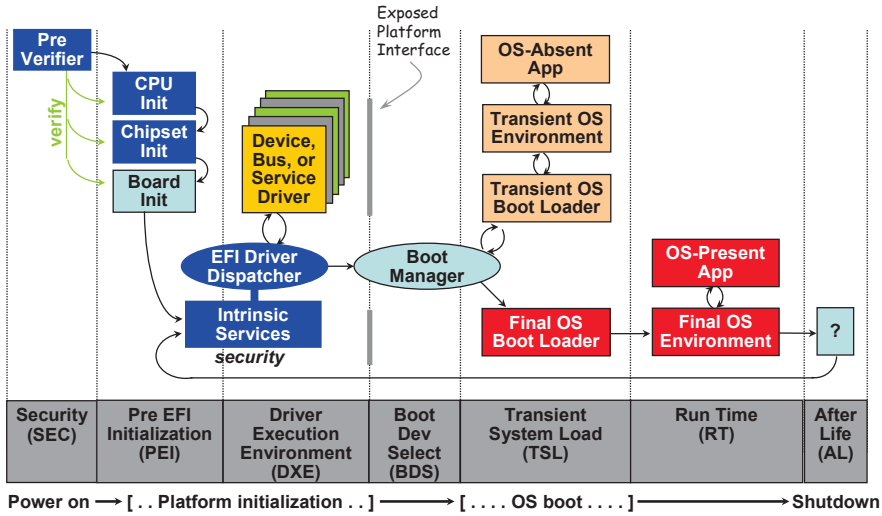 Pre
Verifier
verify
CPU
Init
Chipset
Init
Board
Init
Device,
Bus, or
Service
Driver
EFI Driver
Dispatcher
Intrinsic
Services
security
Exposed
Platform
Interface
Boot
Manager
OS-Absent
App
Transient OS
Environment
Transient OS
Boot Loader
Final OS
Boot Loader
OS-Present
App
Final OS
Environment
?
Security
(SEC)
Pre EFI
Initialization
(PEI)
Driver
Execution
Environment
(DXE)
Boot
Dev
Select
(BDS)
Transient
System Load
(TSL)
Run Time
(RT)
After
Life
(AL)
Power on [ . . Platform initialization . . ] [ . . . . OS boot . . . . ] Shutdown